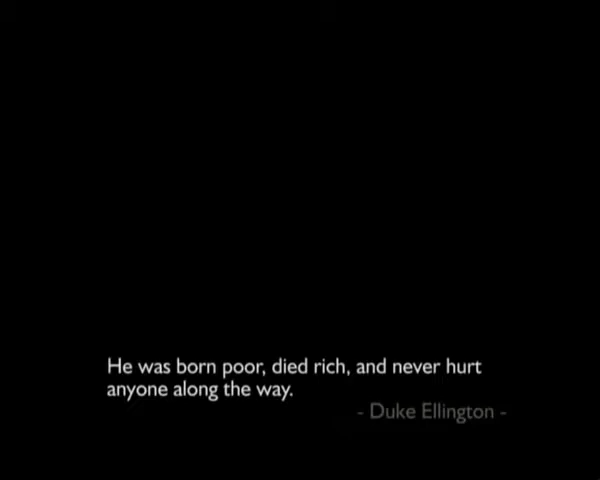 He was born poor, died rich, and never hurt
anyone along the way.
- Duke Ellington -